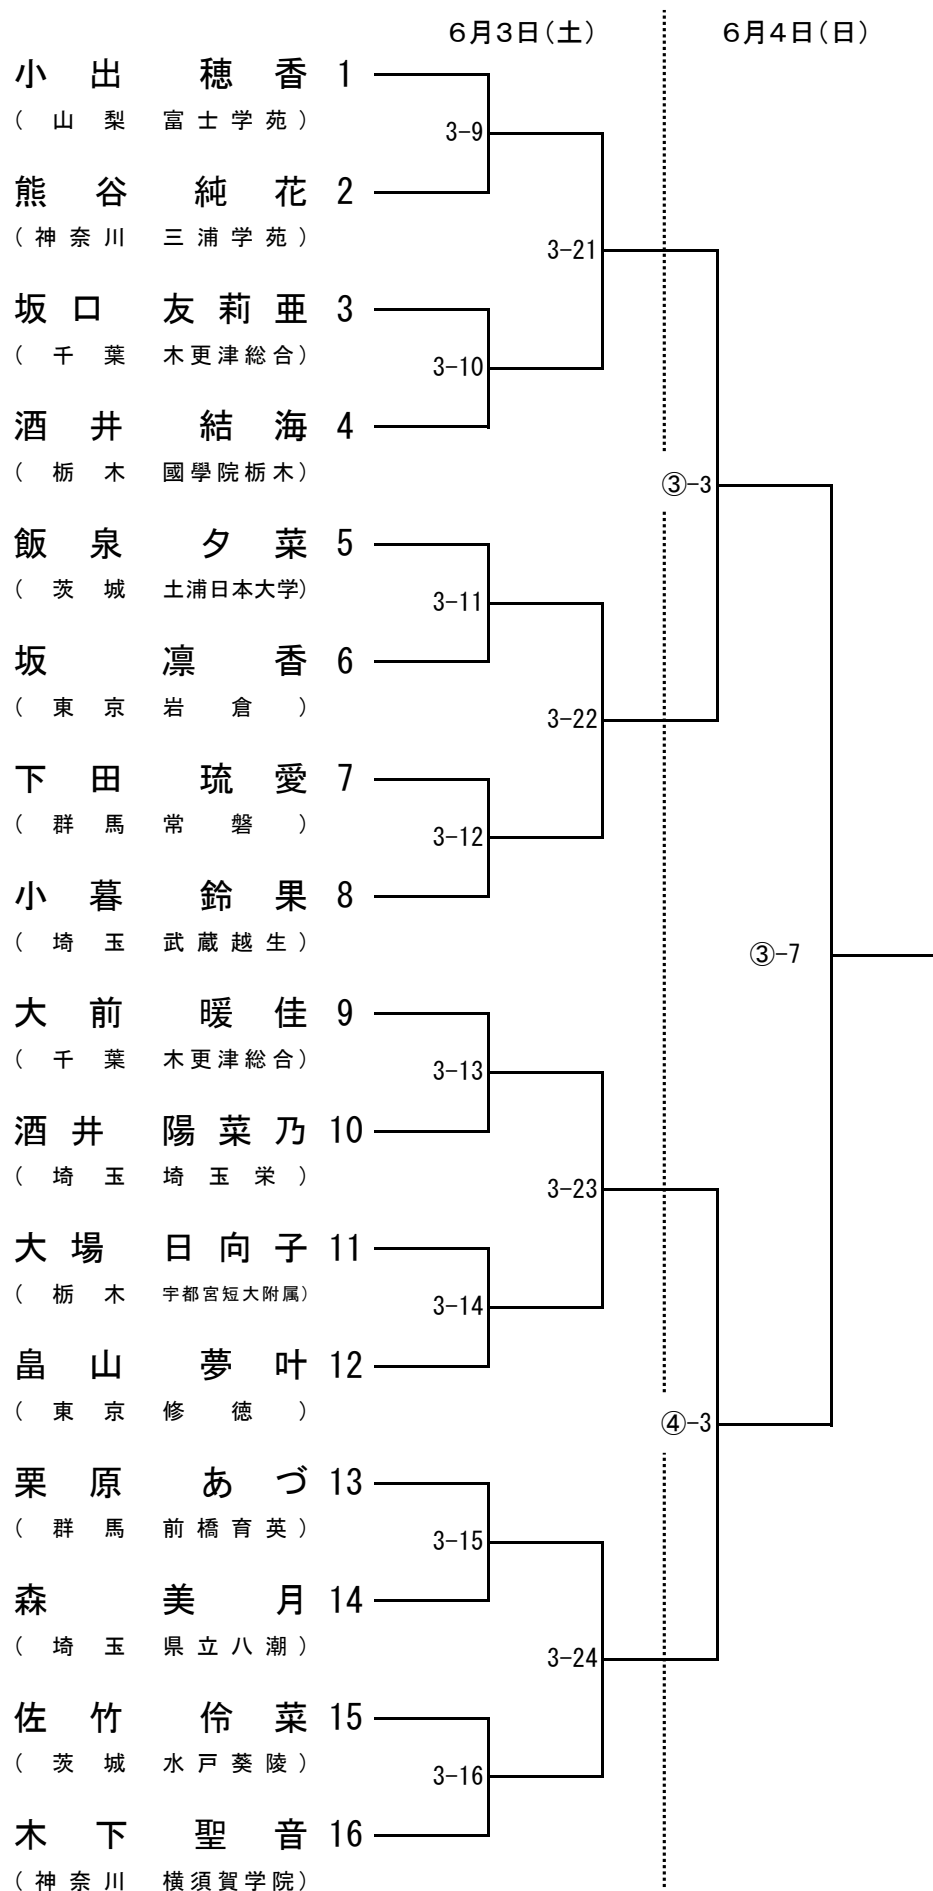 6月3日(土) 6月4日(日)
小出 穂香 1
(山梨 富士学苑)
3-9
熊谷 純花 2
(神奈川 三浦学苑)
3-21
坂口 友莉亜 3
(千葉 木更津総合)
3-10
酒井 結海 4
(栃木 國學院栃木)
③-3
飯泉 夕菜 5
(茨城 土浦日本大学)
3-11
坂 凛香 6
(東京 岩倉)
3-22
下田 琉愛 7
(群馬 常磐)
3-12
小暮 鈴果 8
(埼玉 武蔵越生)
③-7
大前 暖佳 9
(千葉 木更津総合)
3-13
酒井 陽菜乃 10
(埼玉 埼玉栄)
3-23
大場 日向子 11
(栃木 宇都宮短大附属)
3-14
畠山 夢叶 12
(東京 修徳)
④-3
栗原 あづ 13
(群馬 前橋育英)
3-15
森 美月 14
(埼玉 県立八潮)
3-24
佐竹 伶菜 15
(茨城 水戸葵陵)
3-16
木下 聖音 16
(神奈川 横須賀学院)